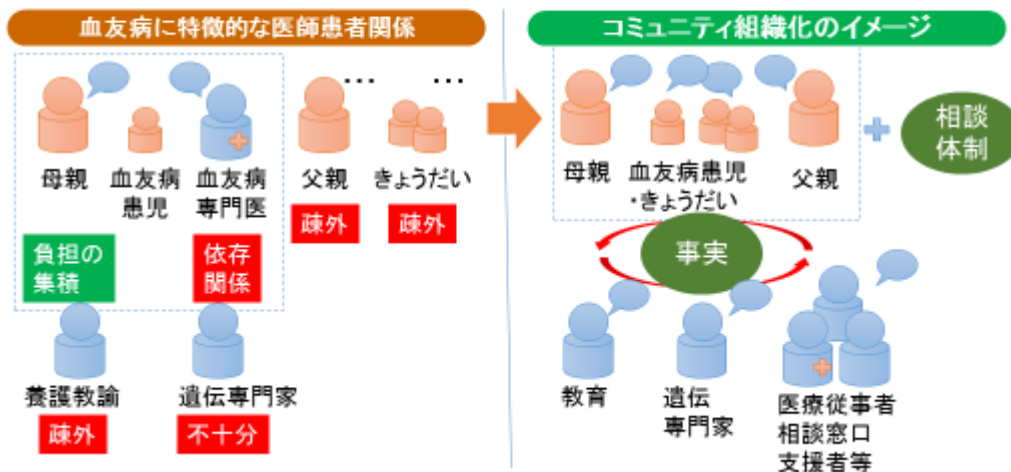 血友病に特徴的な医師患者関係
… …
母親
血友病
患児
血友病
専門医
父親
きょうだい
疎外
疎外
負担の
集積
依存
関係
養護教諭
疎外
遺伝専門家
不十分
コミュニティ組織化のイメージ
母親
血友病患児
・きょうだい
父親
相談
体制
事実
教育
遺伝
専門家
医療従事者
相談窓口
支援者等